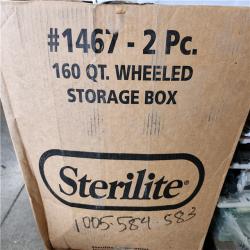 #1467 - 2 Pc.
160 QT. WHEELED
STORAGE BOX
Sterilite®
1005-584-583